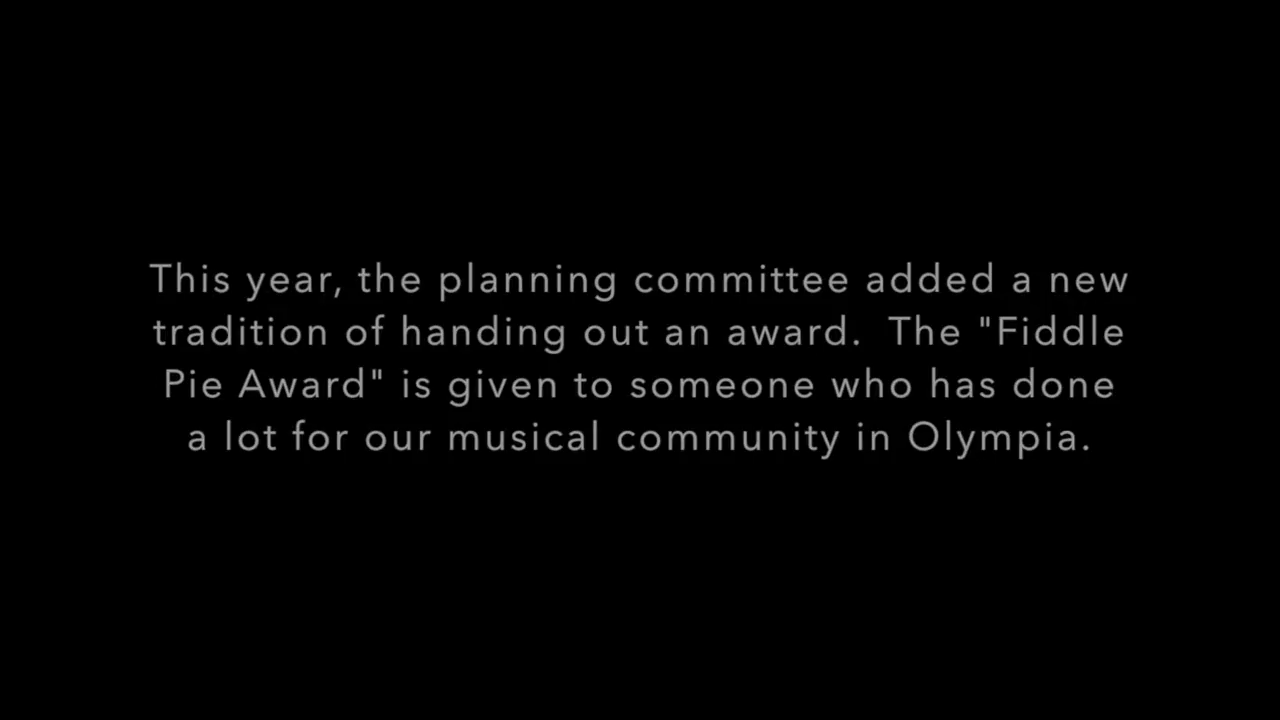 This year, the planning committee added a new
tradition of handing out an award.  The "Fiddle
Pie Award" is given to someone who has done
a lot for our musical community in Olympia.